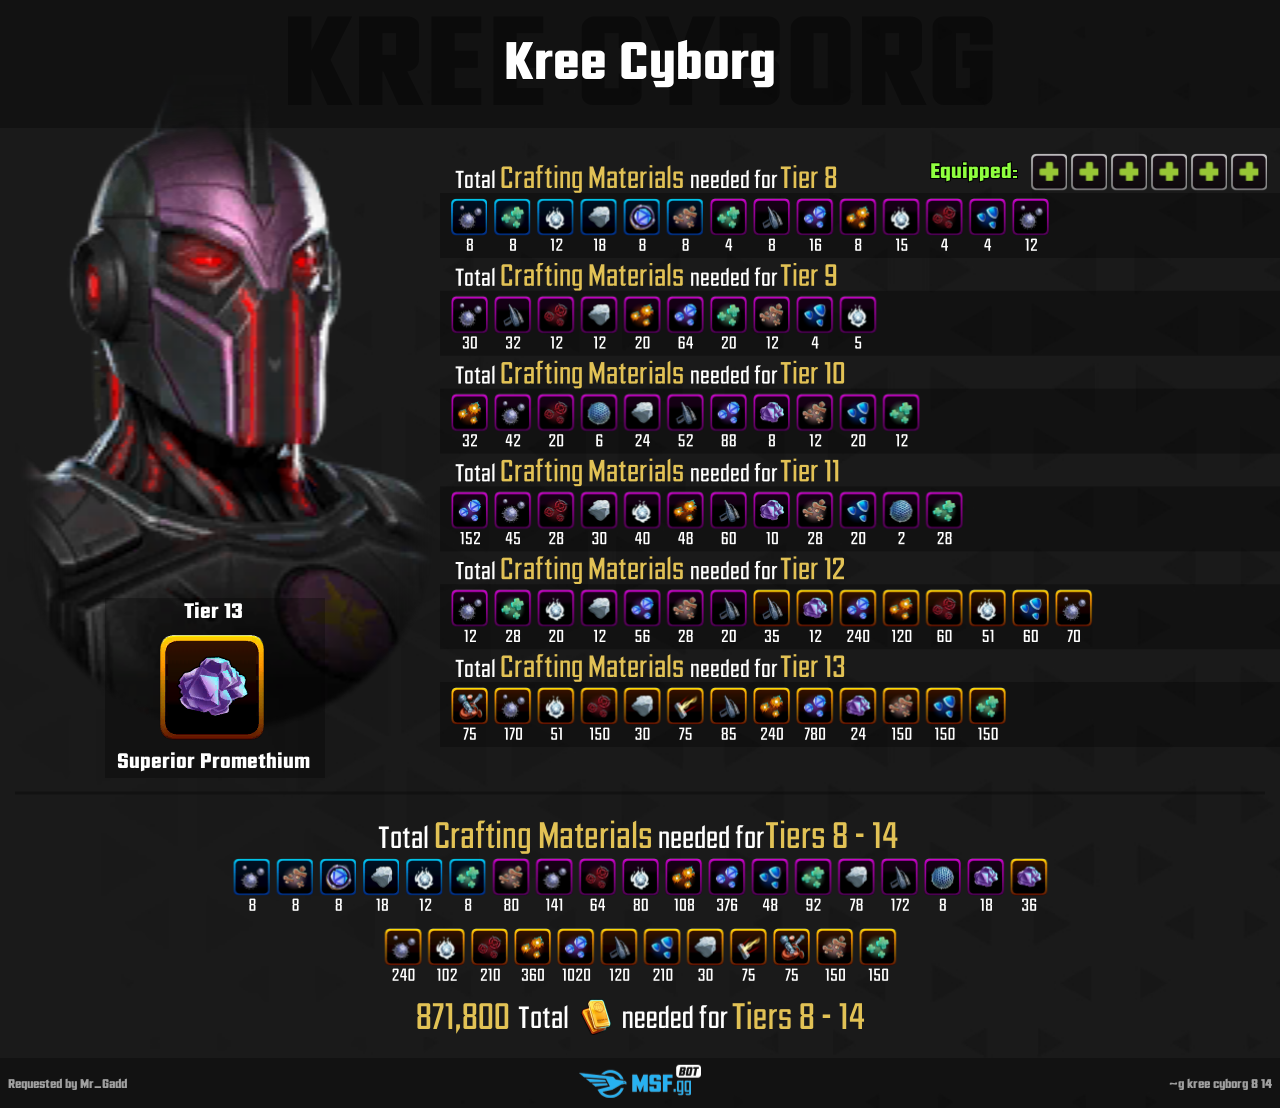 KREE CYBORG
Kree Cyborg
Equipped:
Total Crafting Materials needed for Tier 8
8 8 12 18 8 8 4 8 16 8 15 4 4 12
Total Crafting Materials needed for Tier 9
30 32 12 12 20 64 20 12 4 5
Total Crafting Materials needed for Tier 10
32 42 20 6 24 52 88 8 12 20 12
Total Crafting Materials needed for Tier 11
152 45 28 30 40 48 60 10 28 20 2 28
Total Crafting Materials needed for Tier 12
12 28 20 12 56 28 20 35 12 240 120 60 51 60 70
Total Crafting Materials needed for Tier 13
75 170 51 150 30 75 85 240 780 24 150 150 150
Tier 13
Superior Promethium
Total Crafting Materials needed for Tiers 8 - 14
8 8 8 18 12 8 80 141 64 80 108 376 48 92 78 172 8 18 36
240 102 210 360 1020 120 210 30 75 75 150 150
871,800 Total needed for Tiers 8 - 14
Requested by Mr_Gadd
MSF.gg BOT
~g kree cyborg 8 14